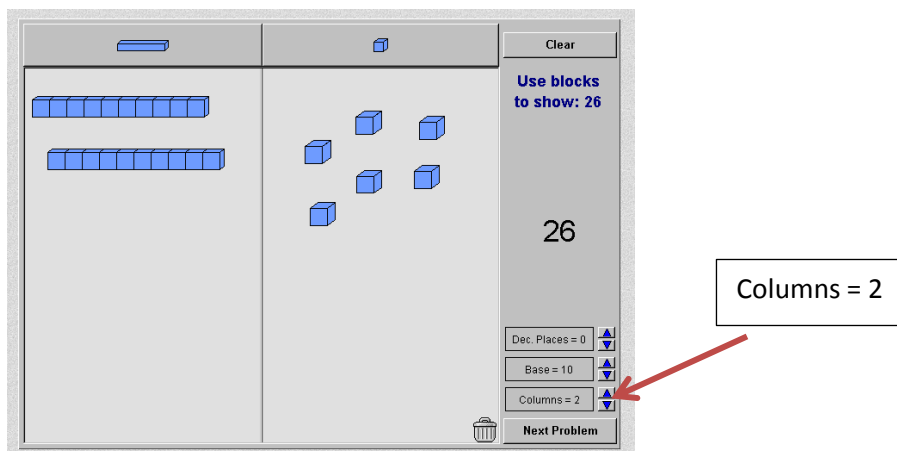 Clear
Use blocks
to show: 26
26
Dec. Places = 0
Base = 10
Columns = 2
Next Problem
Columns = 2